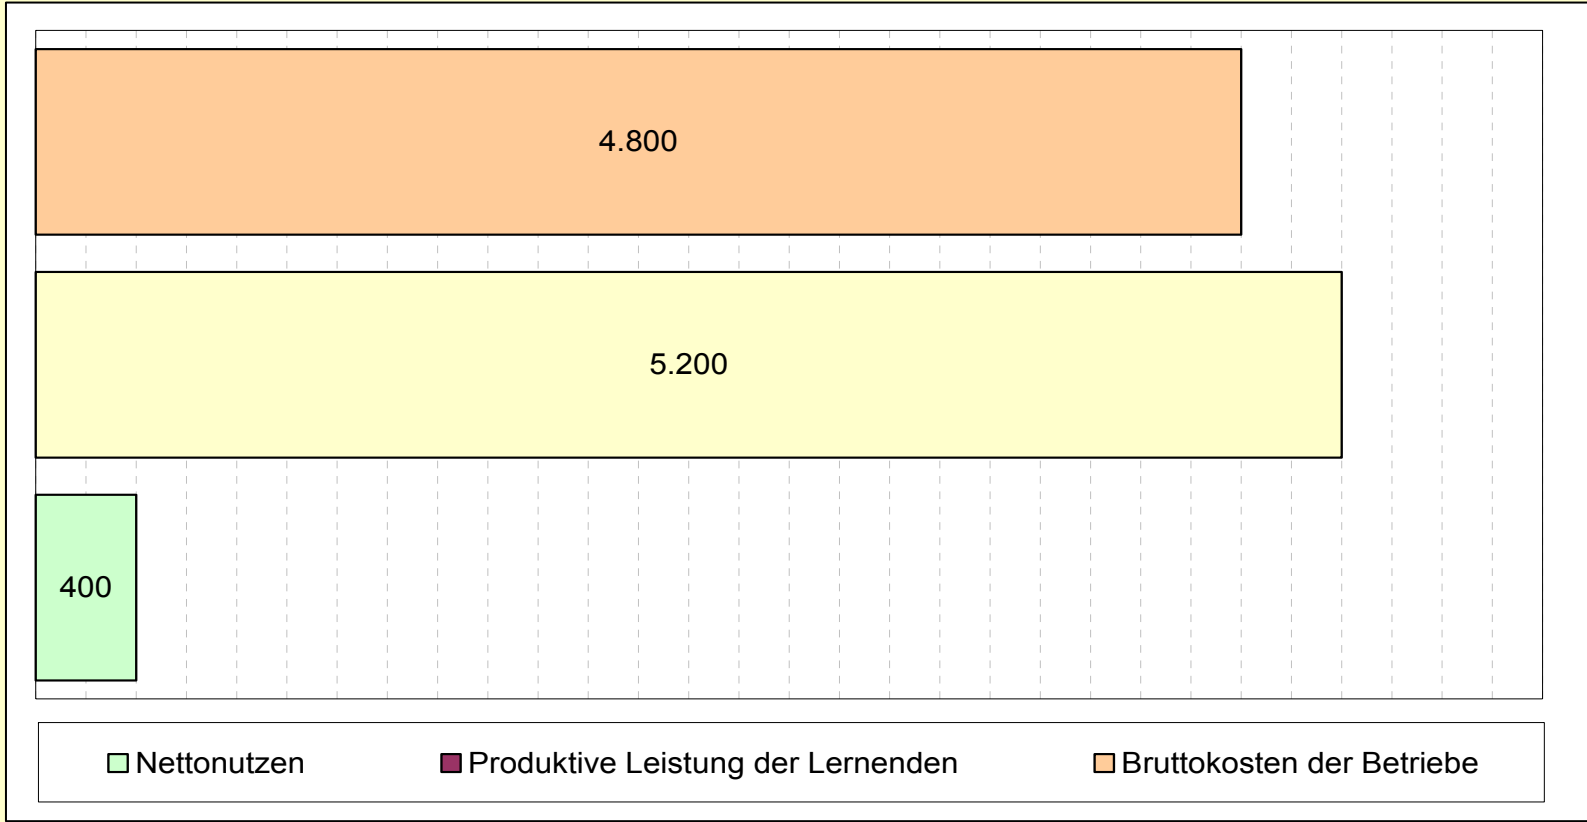 4.800
5.200
400
Nettonutzen
Produktive Leistung der Lernenden
Bruttokosten der Betriebe